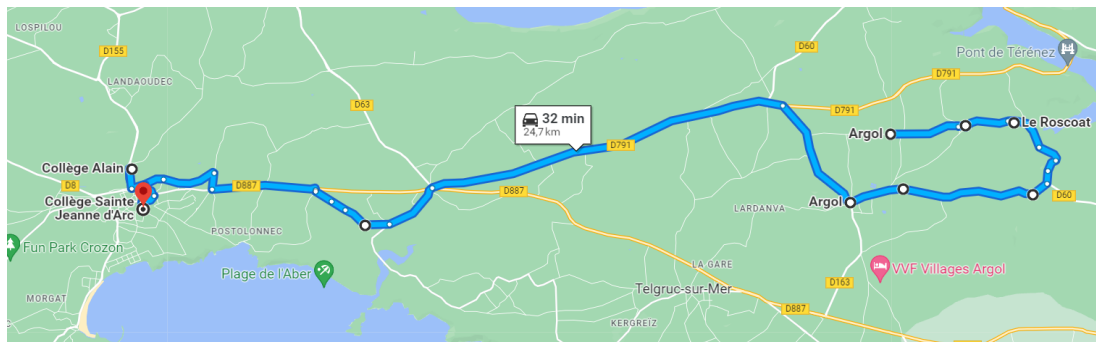 LOSPILOU
D155
LANDAOUDEC
D63
D60
Pont de Térénez
D791
D791
32 min
24,7 km
D791
Argol
Le Roscoat
Collège Alain
D8
Collège Sainte
Jeanne d'Arc
D887
D887
D60
Argol
LARDANVA
POSTOLONNEC
Fun Park Crozon
Plage de l'Aber
LA GARE
VVF Villages Argol
MORGAT
Telgruc-sur-Mer
D163
D887
KERGREIZ